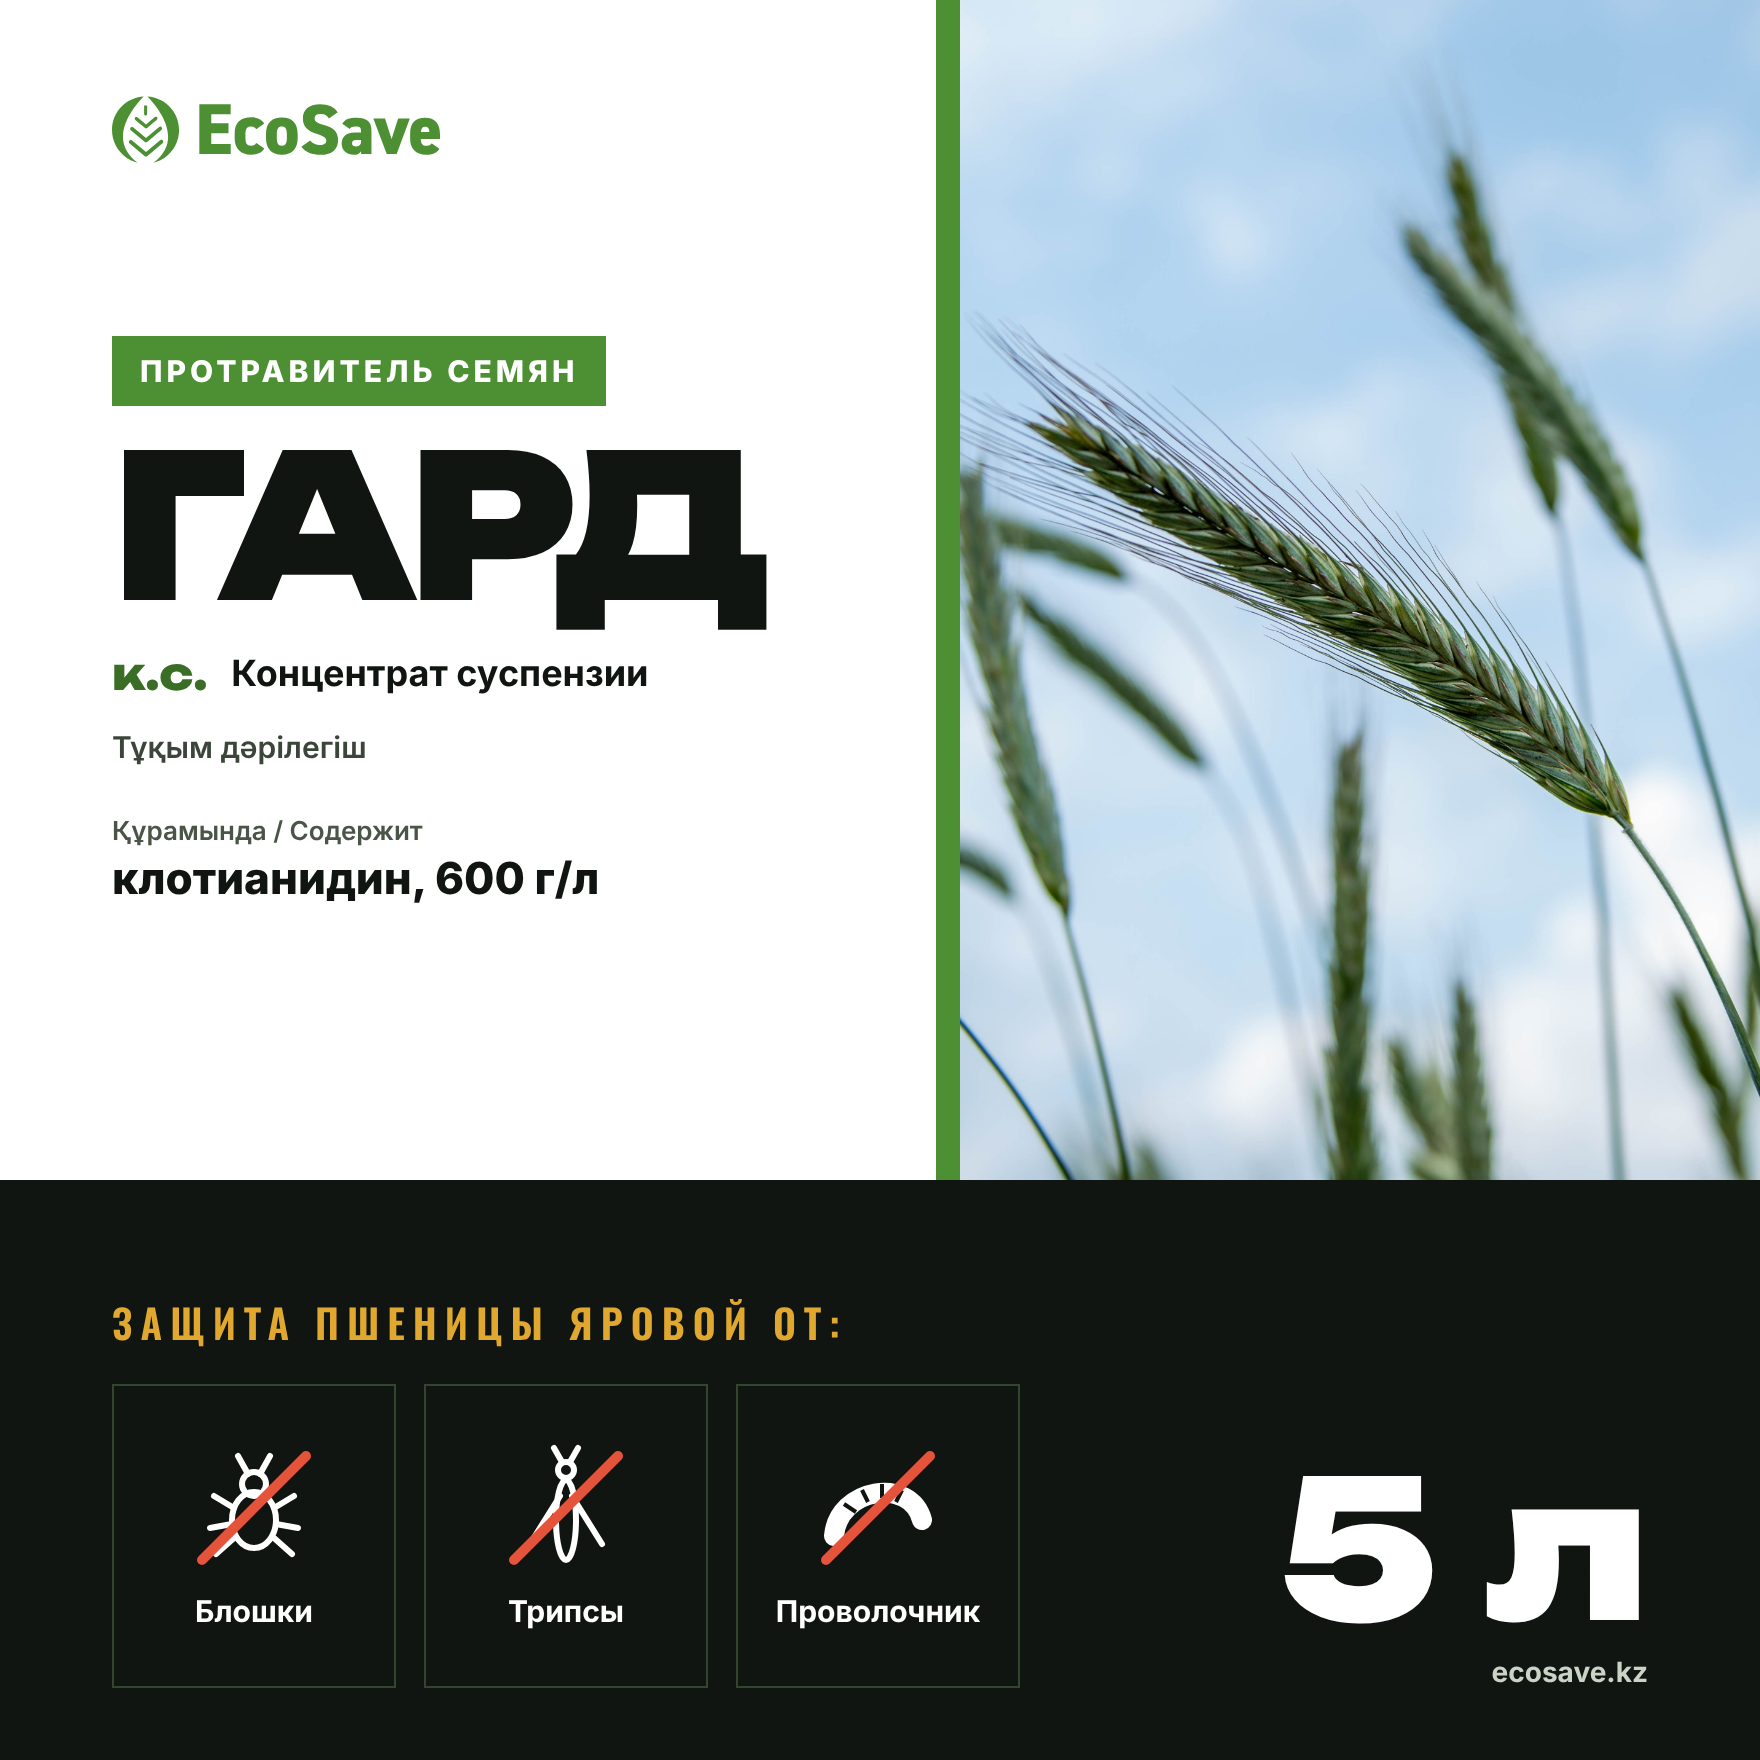 EcoSave
ПРОТРАВИТЕЛЬ СЕМЯН
ГАРД
к.с. Концентрат суспензии
Тұқым дәрілегіш
Құрамында / Содержит
клотианидин, 600 г/л
ЗАЩИТА ПШЕНИЦЫ ЯРОВОЙ ОТ:
Блошки
Трипсы
Проволочник
5 л
ecosave.kz